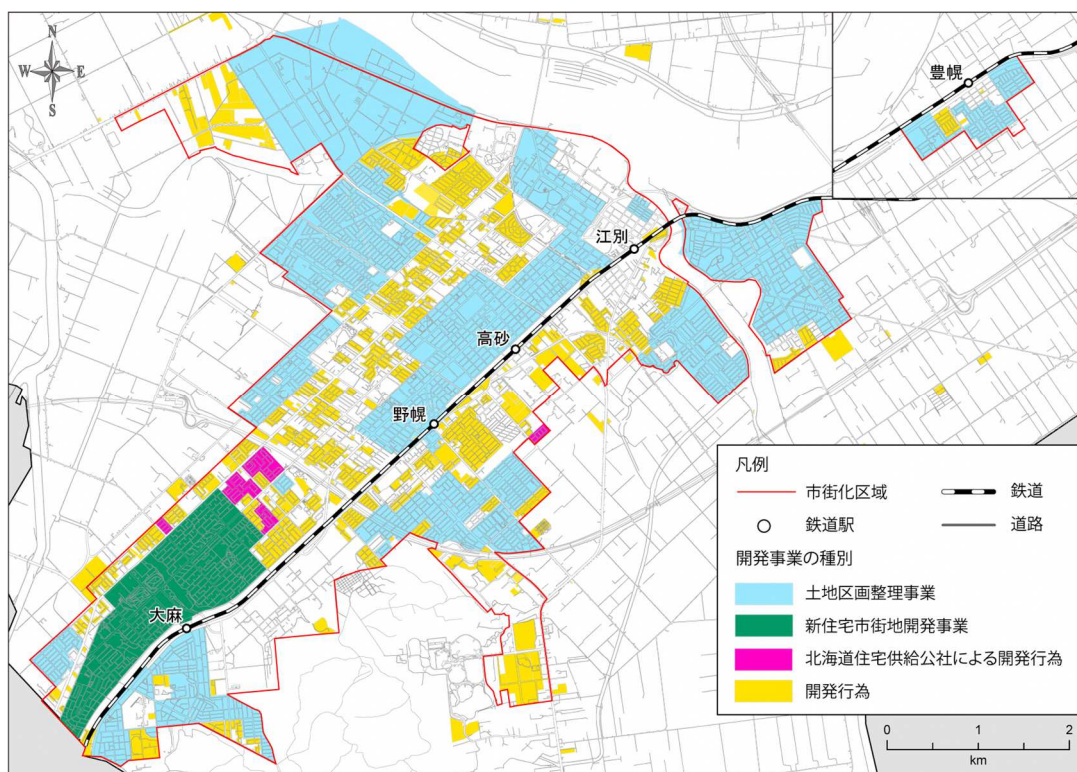 N
W
E
S
豊幌
江別
高砂
野幌
大麻
凡例
市街化区域
鉄道
鉄道駅
道路
開発事業の種別
土地区画整理事業
新住宅市街地開発事業
北海道住宅供給公社による開発行為
開発行為
0 1 2
km